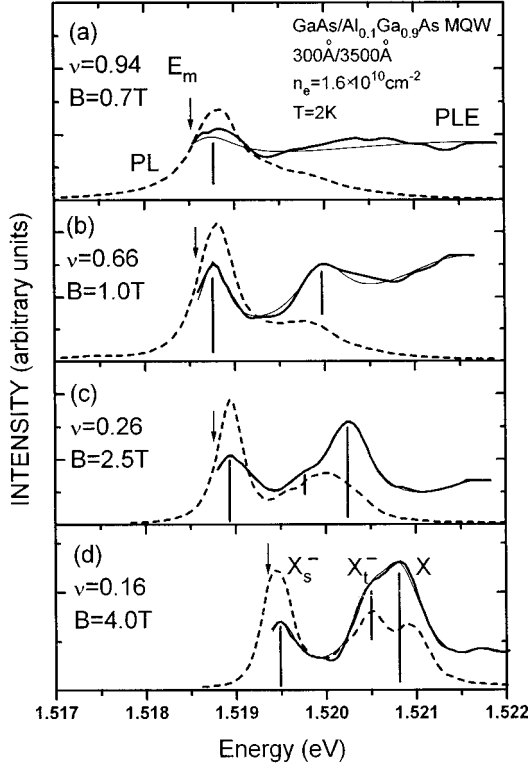 (a)
ν=0.94
B=0.7T
E_m
GaAs/Al_0.1Ga_0.9As MQW
300Å/3500Å
n_e=1.6×10^10cm^-2
T=2K
PL
PLE
(b)
ν=0.66
B=1.0T
(c)
ν=0.26
B=2.5T
(d)
ν=0.16
B=4.0T
X_s^-
X_t^-
X
INTENSITY (arbitrary units)
1.517 1.518 1.519 1.520 1.521 1.522
Energy (eV)